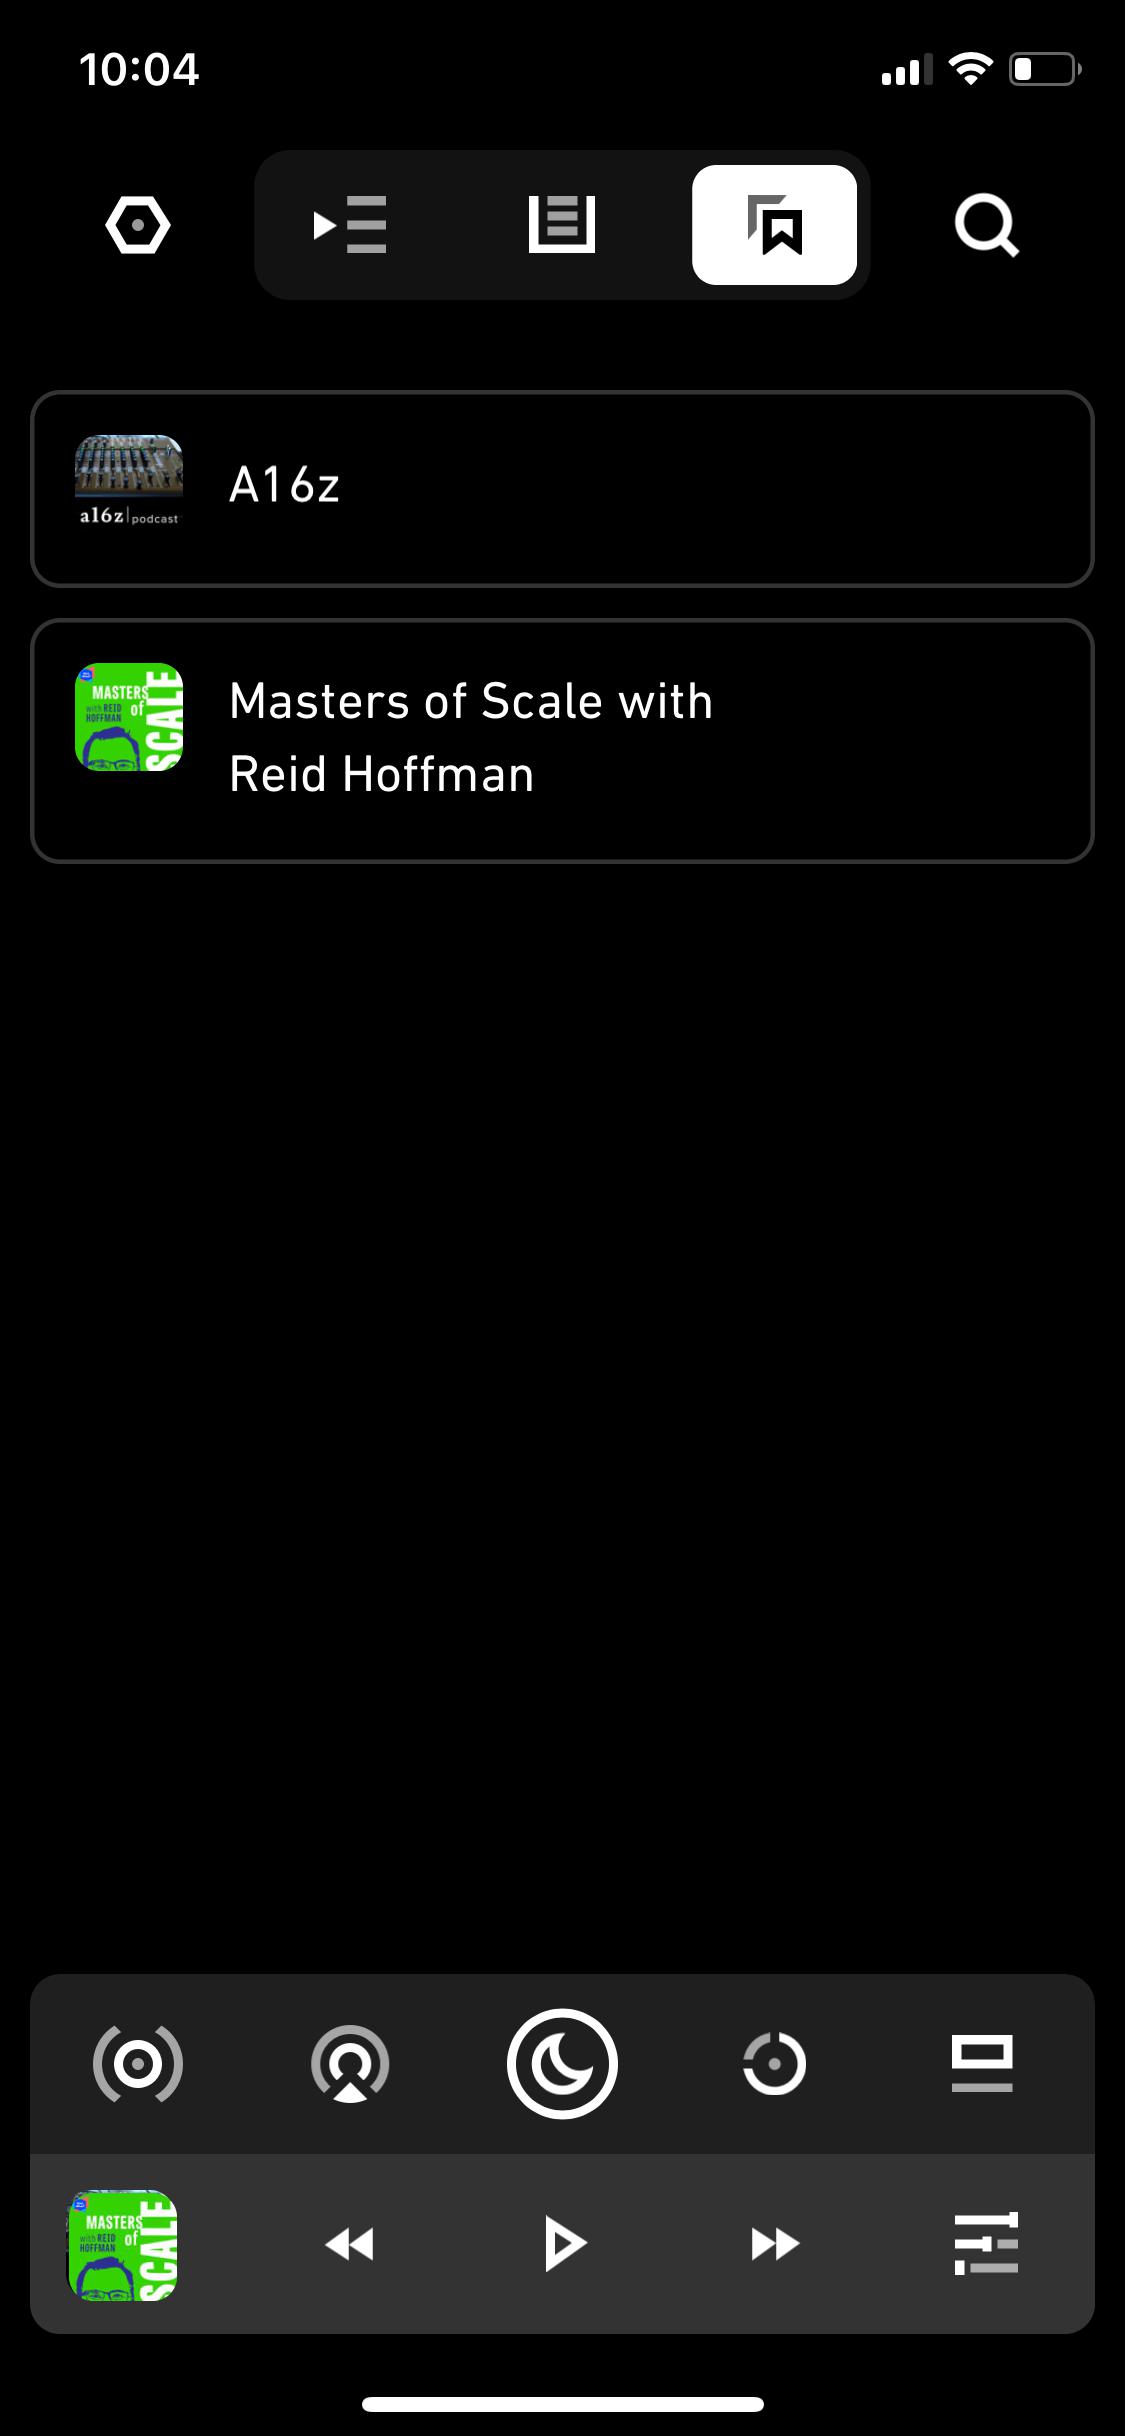 10:04
a16z podcast
A16z
MASTERS
of
SCALE
with REID
HOFFMAN
Masters of Scale with
Reid Hoffman
MASTERS
of
SCALE
with REID
HOFFMAN